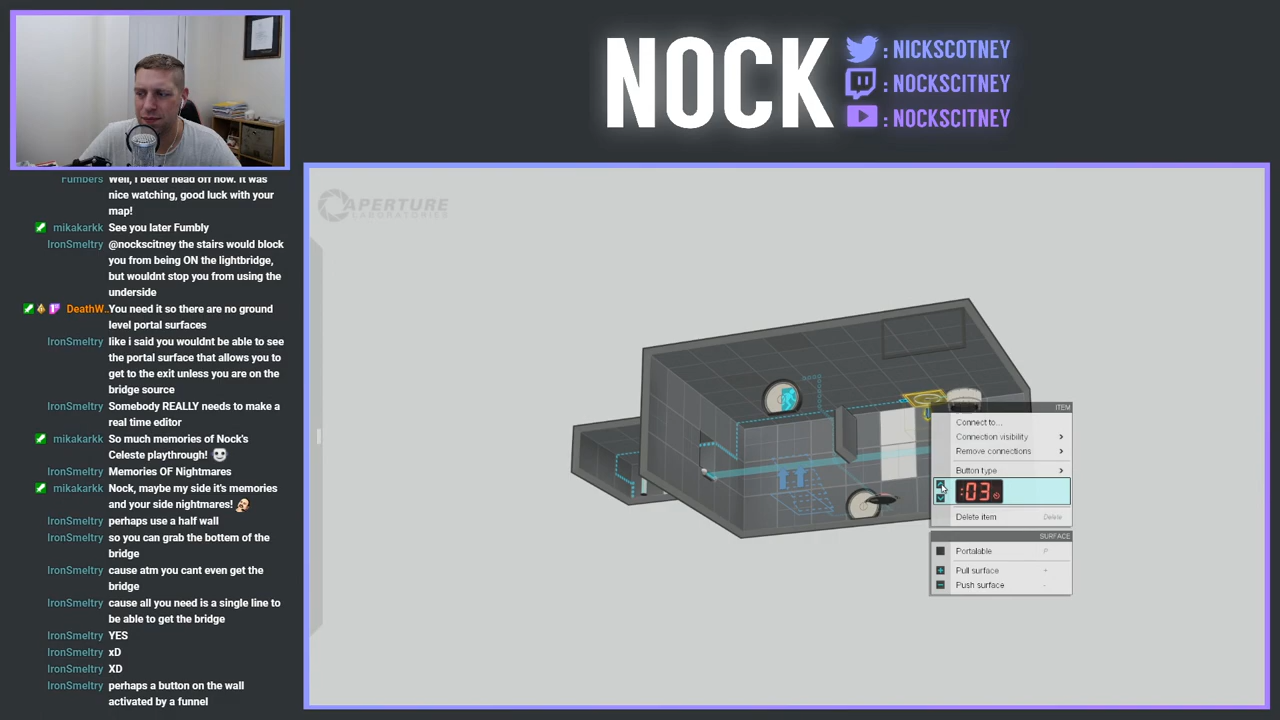 NOCK
: NICKSCOTNEY
: NOCKSCITNEY
: NOCKSCITNEY
Fumbers Well, I better head off now. It was
nice watching, good luck with your
map!
mikakarkk See you later Fumbly
IronSmeltry @nockscitney the stairs would block
you from being ON the lightbridge,
but wouldnt stop you from using the
underside
DeathW.. You need it so there are no ground
level portal surfaces
IronSmeltry like i said you wouldnt be able to see
the portal surface that allows you to
get to the exit unless you are on the
bridge source
IronSmeltry Somebody REALLY needs to make a
real time editor
mikakarkk So much memories of Nock's
Celeste playthrough!
IronSmeltry Memories OF Nightmares
mikakarkk Nock, maybe my side it's memories
and your side nightmares!
IronSmeltry perhaps use a half wall
IronSmeltry so you can grab the bottem of the
bridge
IronSmeltry cause atm you cant even get the
bridge
IronSmeltry cause all you need is a single line to
be able to get the bridge
IronSmeltry YES
IronSmeltry xD
IronSmeltry XD
IronSmeltry perhaps a button on the wall
activated by a funnel
APERTURE
LABORATORIES
ITEM
Connect to...
Connection visibility
Remove connections
Button type
:03
Delete item Delete
SURFACE
Portalable P
Pull surface +
Push surface -